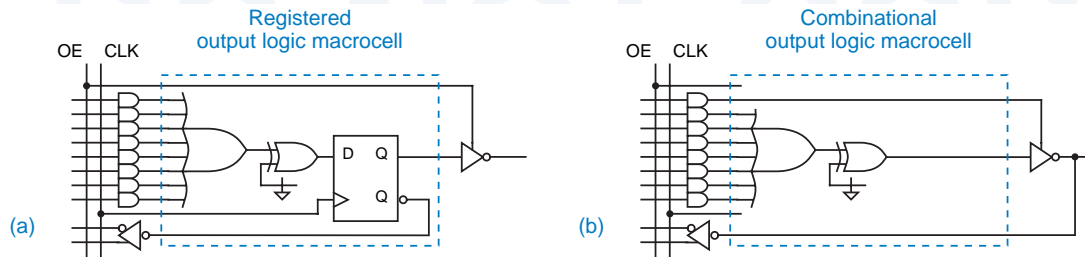 Registered
output logic macrocell
OE CLK
D Q
Q
(a)
Combinational
output logic macrocell
OE CLK
(b)